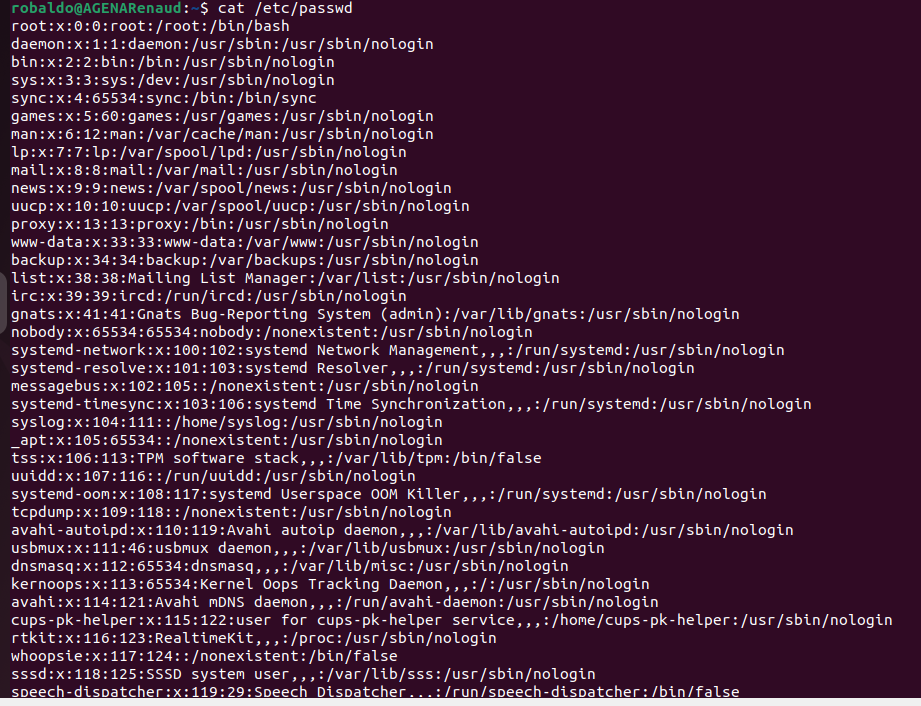 robaldo@AGENARenaud:~$ cat /etc/passwd
root:x:0:0:root:/root:/bin/bash
daemon:x:1:1:daemon:/usr/sbin:/usr/sbin/nologin
bin:x:2:2:bin:/bin:/usr/sbin/nologin
sys:x:3:3:sys:/dev:/usr/sbin/nologin
sync:x:4:65534:sync:/bin:/bin/sync
games:x:5:60:games:/usr/games:/usr/sbin/nologin
man:x:6:12:man:/var/cache/man:/usr/sbin/nologin
lp:x:7:7:lp:/var/spool/lpd:/usr/sbin/nologin
mail:x:8:8:mail:/var/mail:/usr/sbin/nologin
news:x:9:9:news:/var/spool/news:/usr/sbin/nologin
uucp:x:10:10:uucp:/var/spool/uucp:/usr/sbin/nologin
proxy:x:13:13:proxy:/bin:/usr/sbin/nologin
www-data:x:33:33:www-data:/var/www:/usr/sbin/nologin
backup:x:34:34:backup:/var/backups:/usr/sbin/nologin
list:x:38:38:Mailing List Manager:/var/list:/usr/sbin/nologin
irc:x:39:39:ircd:/run/ircd:/usr/sbin/nologin
gnats:x:41:41:Gnats Bug-Reporting System (admin):/var/lib/gnats:/usr/sbin/nologin
nobody:x:65534:65534:nobody:/nonexistent:/usr/sbin/nologin
systemd-network:x:100:102:systemd Network Management,,,:/run/systemd:/usr/sbin/nologin
systemd-resolve:x:101:103:systemd Resolver,,,:/run/systemd:/usr/sbin/nologin
messagebus:x:102:105::/nonexistent:/usr/sbin/nologin
systemd-timesync:x:103:106:systemd Time Synchronization,,,:/run/systemd:/usr/sbin/nologin
syslog:x:104:111::/home/syslog:/usr/sbin/nologin
_apt:x:105:65534::/nonexistent:/usr/sbin/nologin
tss:x:106:113:TPM software stack,,,:/var/lib/tpm:/bin/false
uuidd:x:107:116::/run/uuidd:/usr/sbin/nologin
systemd-oom:x:108:117:systemd Userspace OOM Killer,,,:/run/systemd:/usr/sbin/nologin
tcpdump:x:109:118::/nonexistent:/usr/sbin/nologin
avahi-autoipd:x:110:119:Avahi autoip daemon,,,:/var/lib/avahi-autoipd:/usr/sbin/nologin
usbmux:x:111:46:usbmux daemon,,,:/var/lib/usbmux:/usr/sbin/nologin
dnsmasq:x:112:65534:dnsmasq,,,:/var/lib/misc:/usr/sbin/nologin
kernoops:x:113:65534:Kernel Oops Tracking Daemon,,,:/:/usr/sbin/nologin
avahi:x:114:121:Avahi mDNS daemon,,,:/run/avahi-daemon:/usr/sbin/nologin
cups-pk-helper:x:115:122:user for cups-pk-helper service,,,:/home/cups-pk-helper:/usr/sbin/nologin
rtkit:x:116:123:RealtimeKit,,,:/proc:/usr/sbin/nologin
whoopsie:x:117:124::/nonexistent:/bin/false
sssd:x:118:125:SSSD system user,,,:/var/lib/sss:/usr/sbin/nologin
speech-dispatcher:x:119:29:Speech Dispatcher,,,:/run/speech-dispatcher:/bin/false